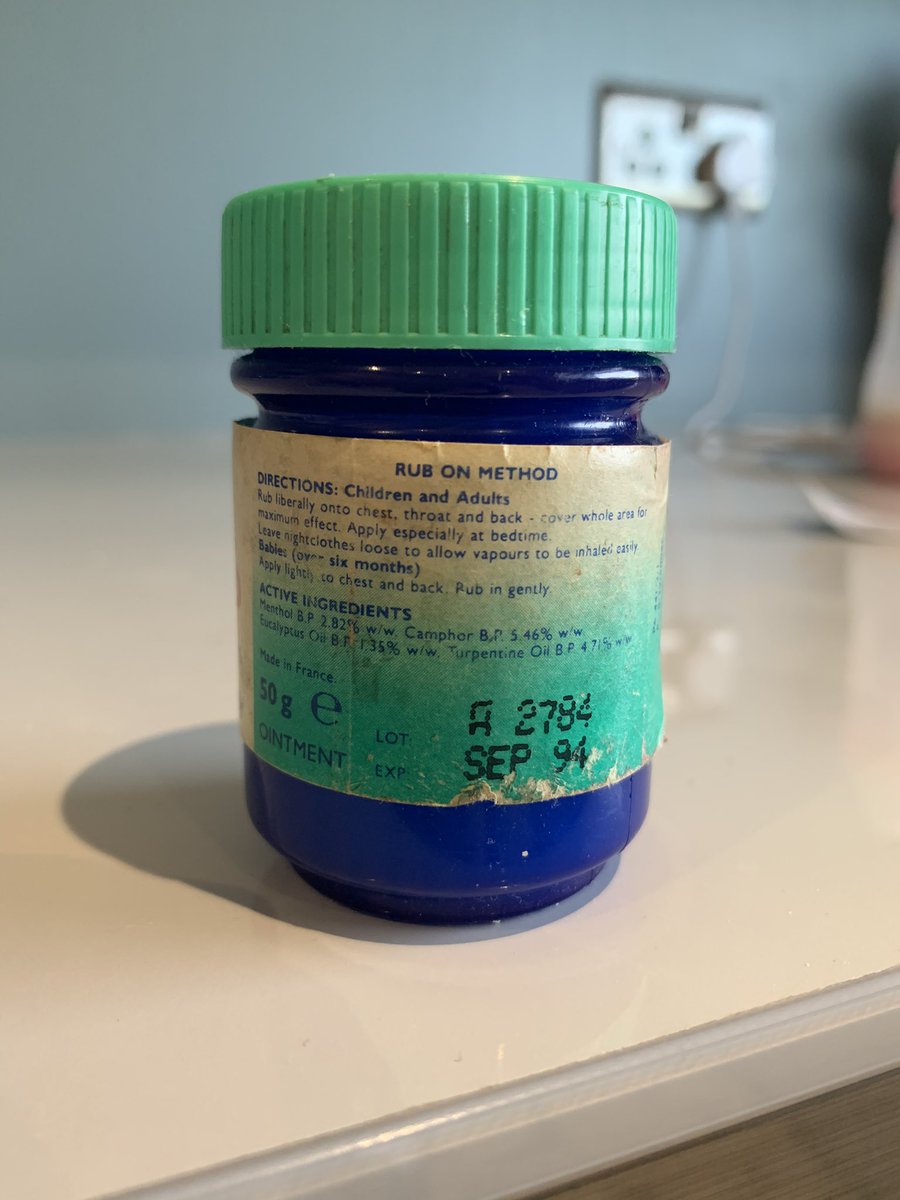 RUB ON METHOD
DIRECTIONS: Children and Adults
Rub liberally onto chest, throat and back - cover whole area for
maximum effect. Apply especially at bedtime.
Leave nightclothes loose to allow vapours to be inhaled easily
Babies (over six months)
Apply lightly to chest and back. Rub in gently.
ACTIVE INGREDIENTS
Menthol B.P. 2.82% w/w. Camphor B.P. 5.46% w/w.
Eucalyptus Oil B.P. 1.35% w/w. Turpentine Oil B.P. 4.71% w/w.
Made in France.
50 g e
OINTMENT
LOT: A 2784
EXP: SEP 94